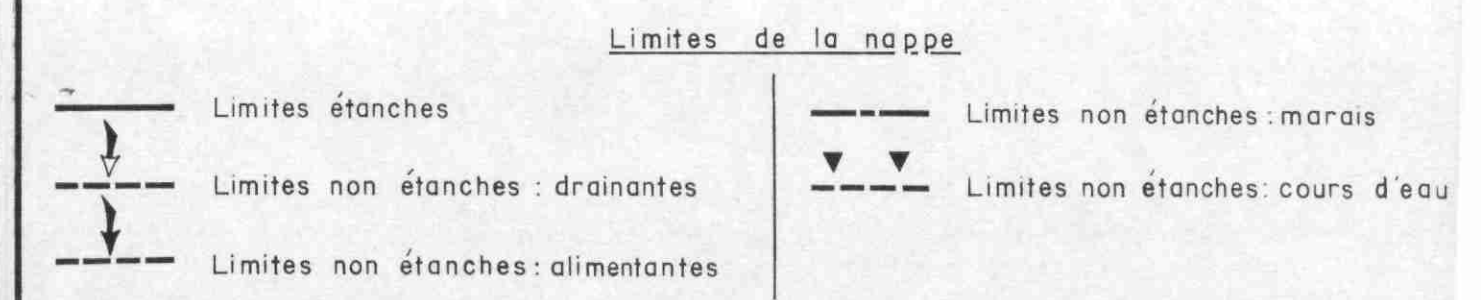 Limites de la nappe
Limites étanches
Limites non étanches : drainantes
Limites non étanches : alimentantes
Limites non étanches : marais
Limites non étanches : cours d'eau